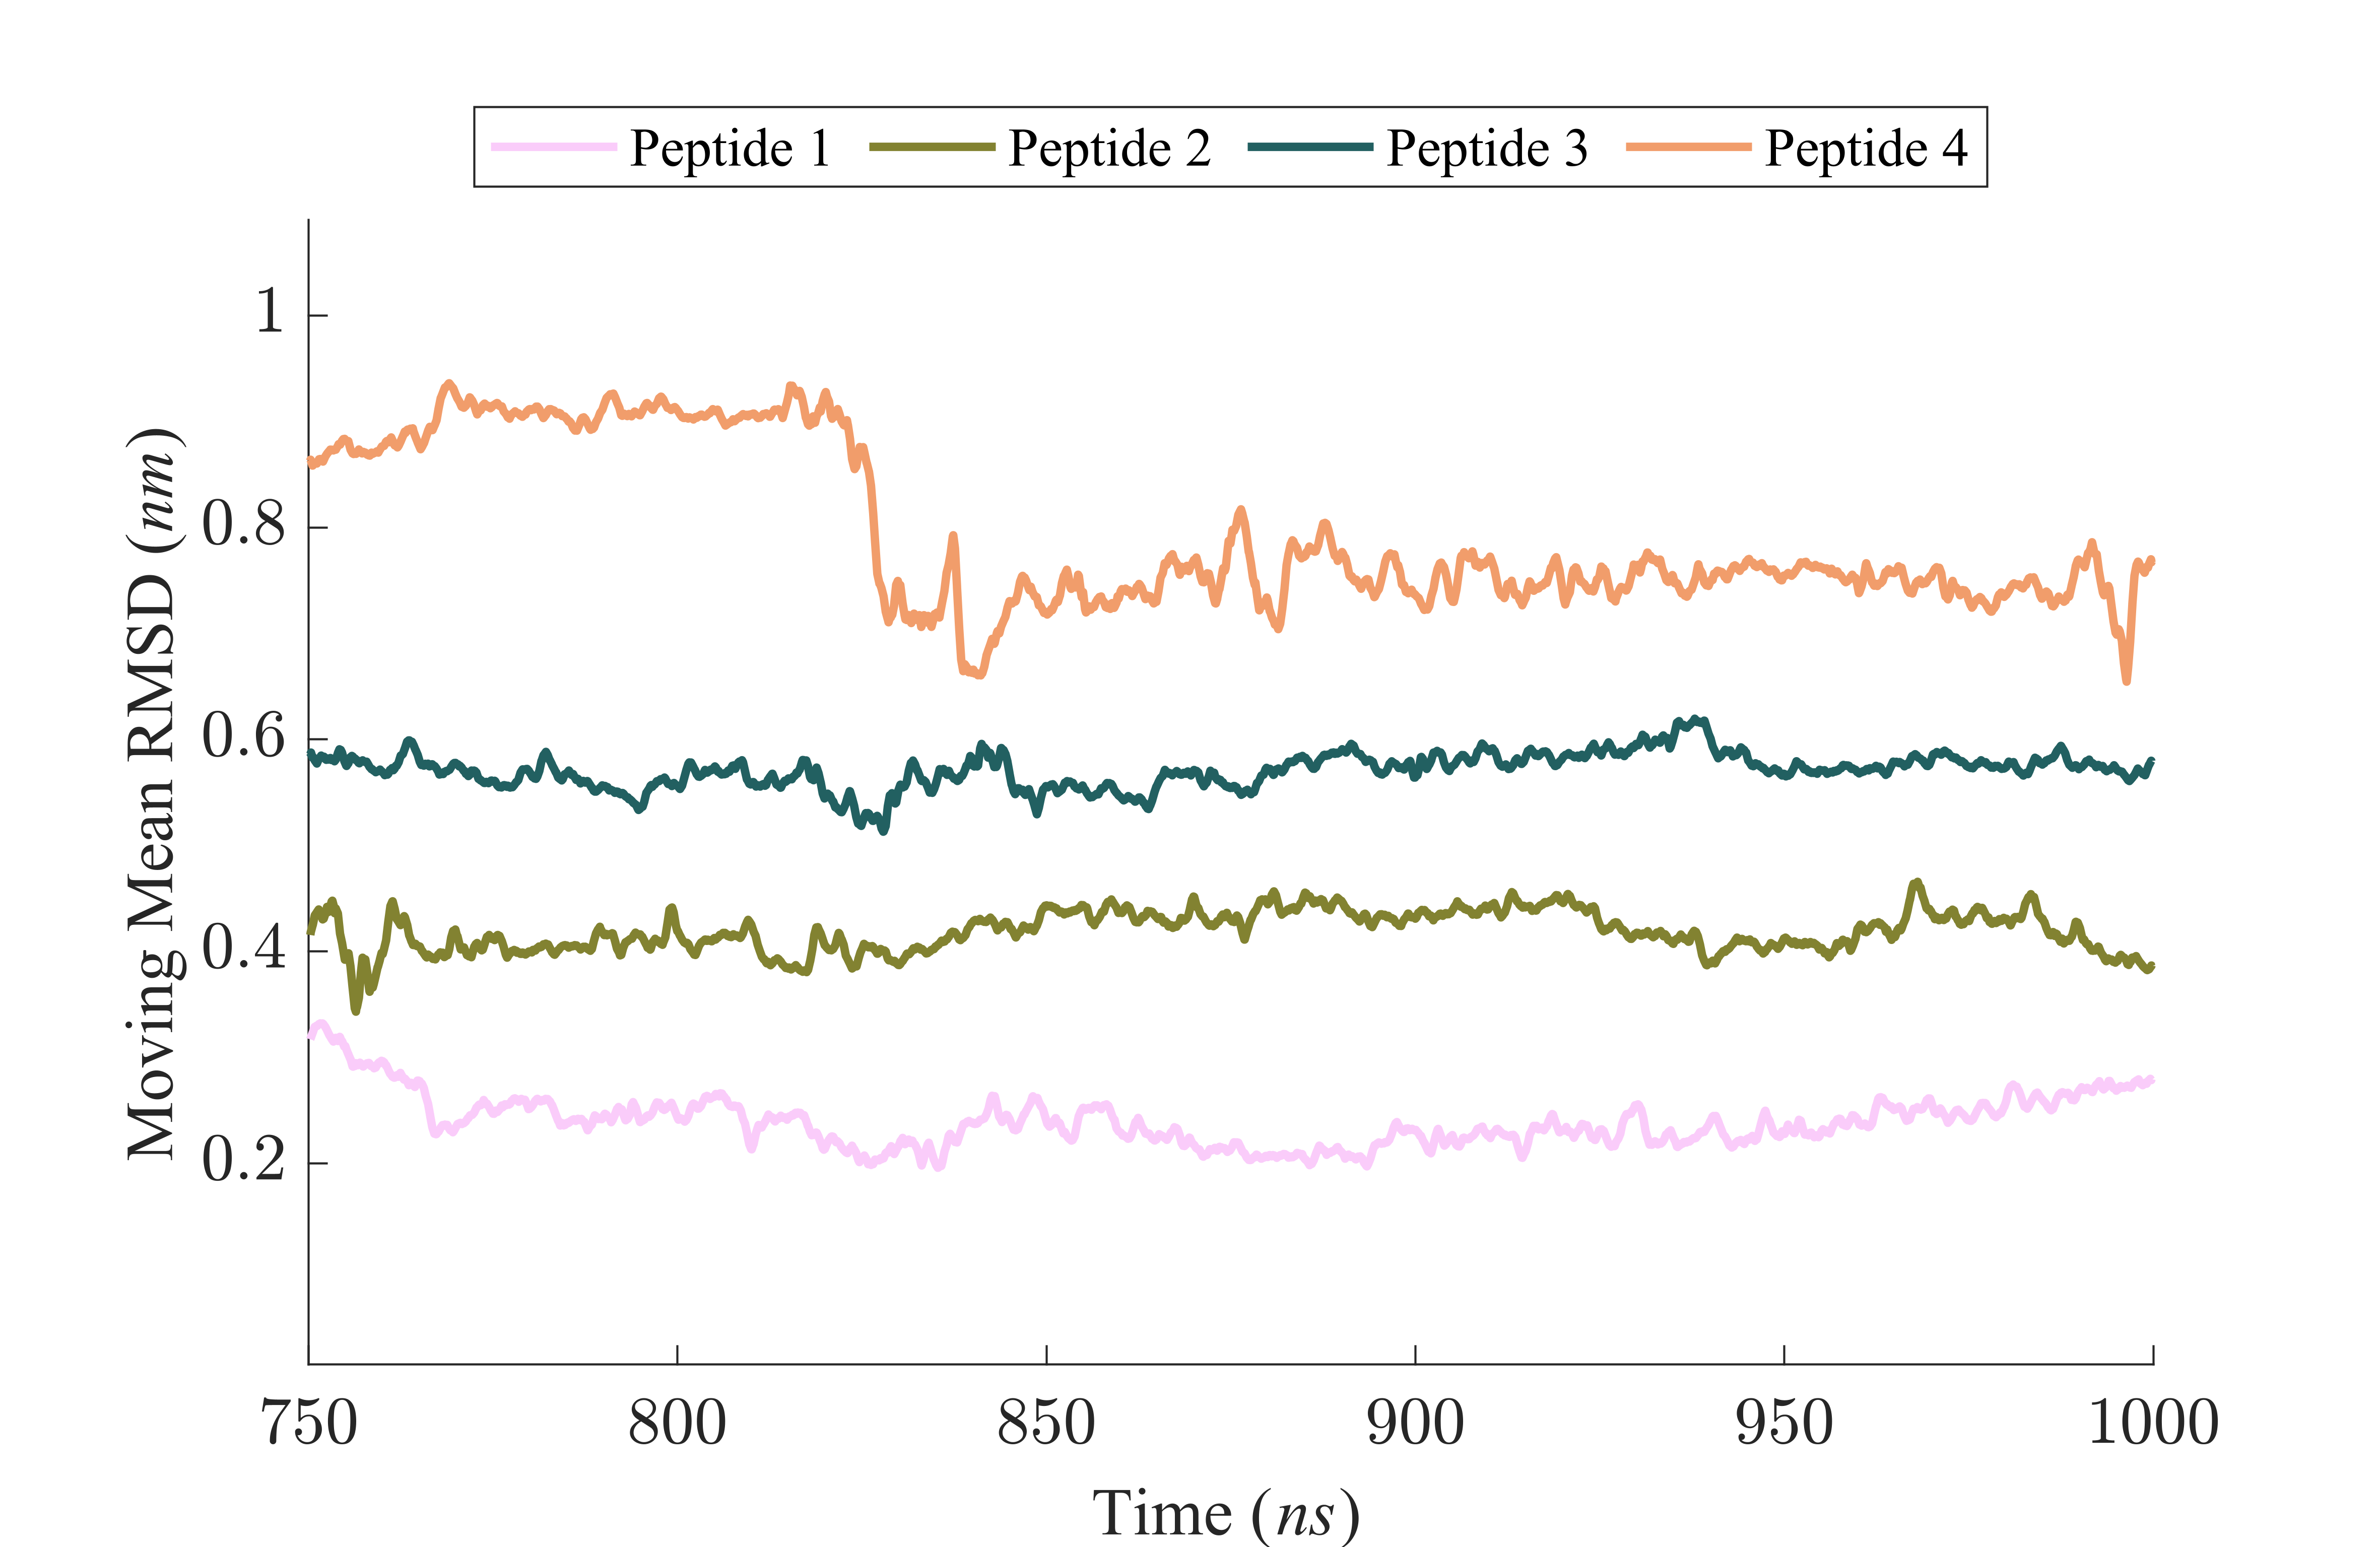 Peptide 1 Peptide 2 Peptide 3 Peptide 4
Moving Mean RMSD (nm)
1
0.8
0.6
0.4
0.2
750 800 850 900 950 1000
Time (ns)